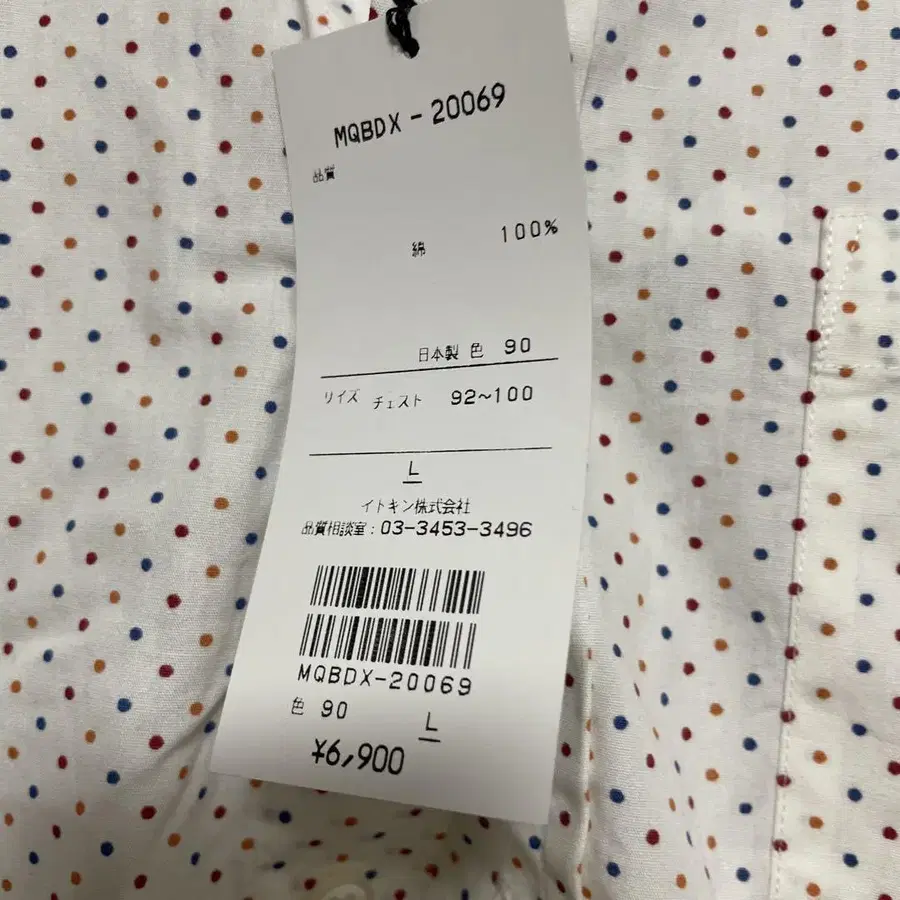 MQBDX-20069
品質
綿 100%
日本製 色 90
サイズ チェスト 92~100
L
イトキン株式会社
品質相談室:03-3453-3496
MQBDX-20069
色 90 L
¥6,900